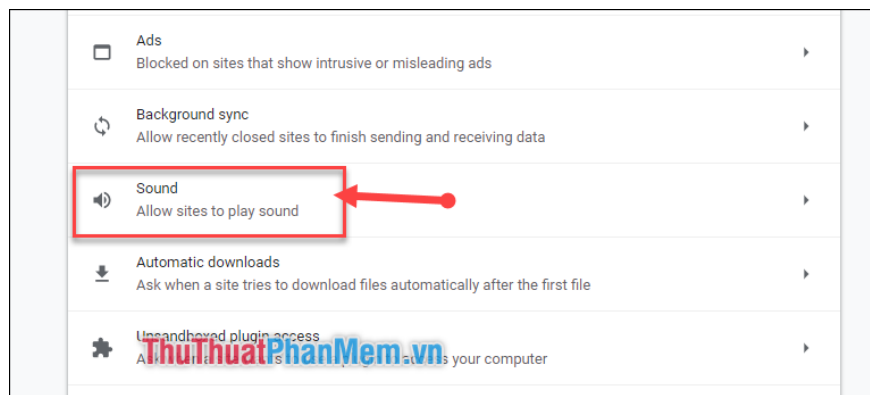 Ads
Blocked on sites that show intrusive or misleading ads
Background sync
Allow recently closed sites to finish sending and receiving data
Sound
Allow sites to play sound
Automatic downloads
Ask when a site tries to download files automatically after the first file
Unsandboxed plugin access
ThuThuatPhanMem.vn
your computer